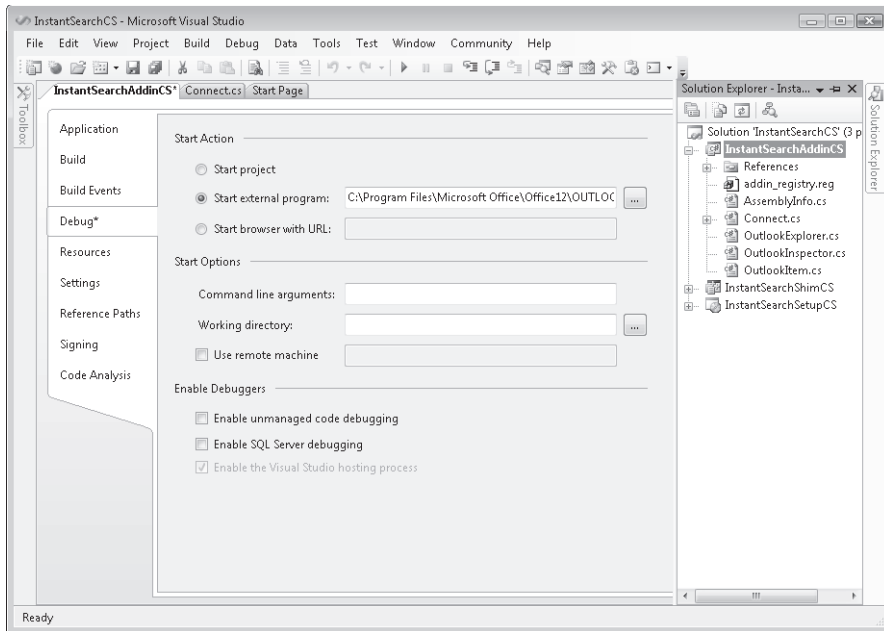 InstantSearchCS - Microsoft Visual Studio
File Edit View Project Build Debug Data Tools Test Window Community Help
Toolbox
InstantSearchAddinCS* Connect.cs Start Page
Application
Build
Build Events
Debug*
Resources
Settings
Reference Paths
Signing
Code Analysis
Start Action
Start project
Start external program: C:\Program Files\Microsoft Office\Office12\OUTLOO
...
Start browser with URL:
Start Options
Command line arguments:
Working directory:
...
Use remote machine
Enable Debuggers
Enable unmanaged code debugging
Enable SQL Server debugging
Enable the Visual Studio hosting process
Solution Explorer - Insta...
Solution 'InstantSearchCS' (3 p
InstantSearchAddinCS
References
addin_registry.reg
AssemblyInfo.cs
Connect.cs
OutlookExplorer.cs
OutlookInspector.cs
OutlookItem.cs
InstantSearchShimCS
InstantSearchSetupCS
Solution Explorer
Ready